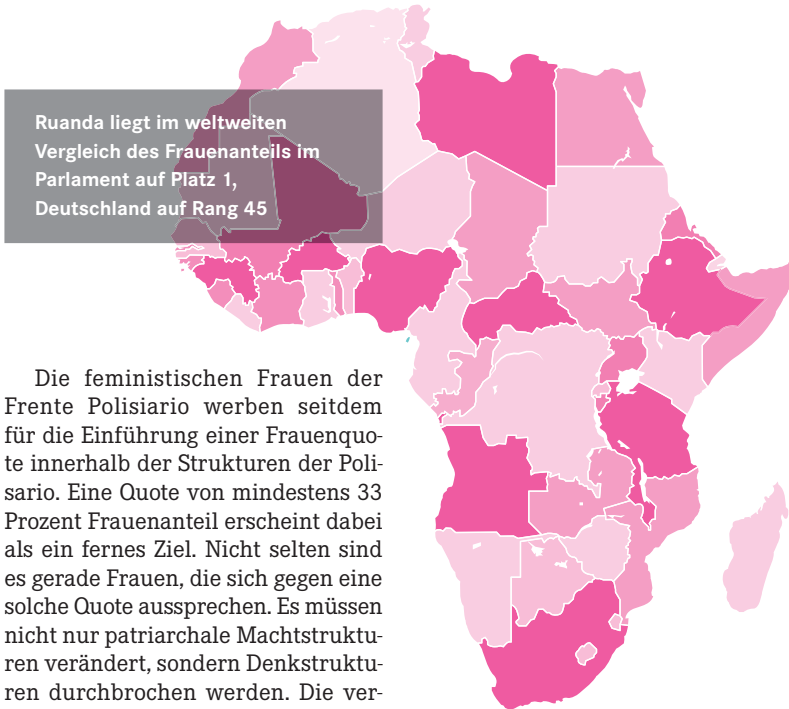 Ruanda liegt im weltweiten
Vergleich des Frauenanteils im
Parlament auf Platz 1,
Deutschland auf Rang 45
Die feministischen Frauen der
Frente Polisiario werben seitdem
für die Einführung einer Frauenquo-
te innerhalb der Strukturen der Poli-
sario. Eine Quote von mindestens 33
Prozent Frauenanteil erscheint dabei
als ein fernes Ziel. Nicht selten sind
es gerade Frauen, die sich gegen eine
solche Quote aussprechen. Es müssen
nicht nur patriarchale Machtstruktu-
ren verändert, sondern Denkstruktu-
ren durchbrochen werden. Die ver-